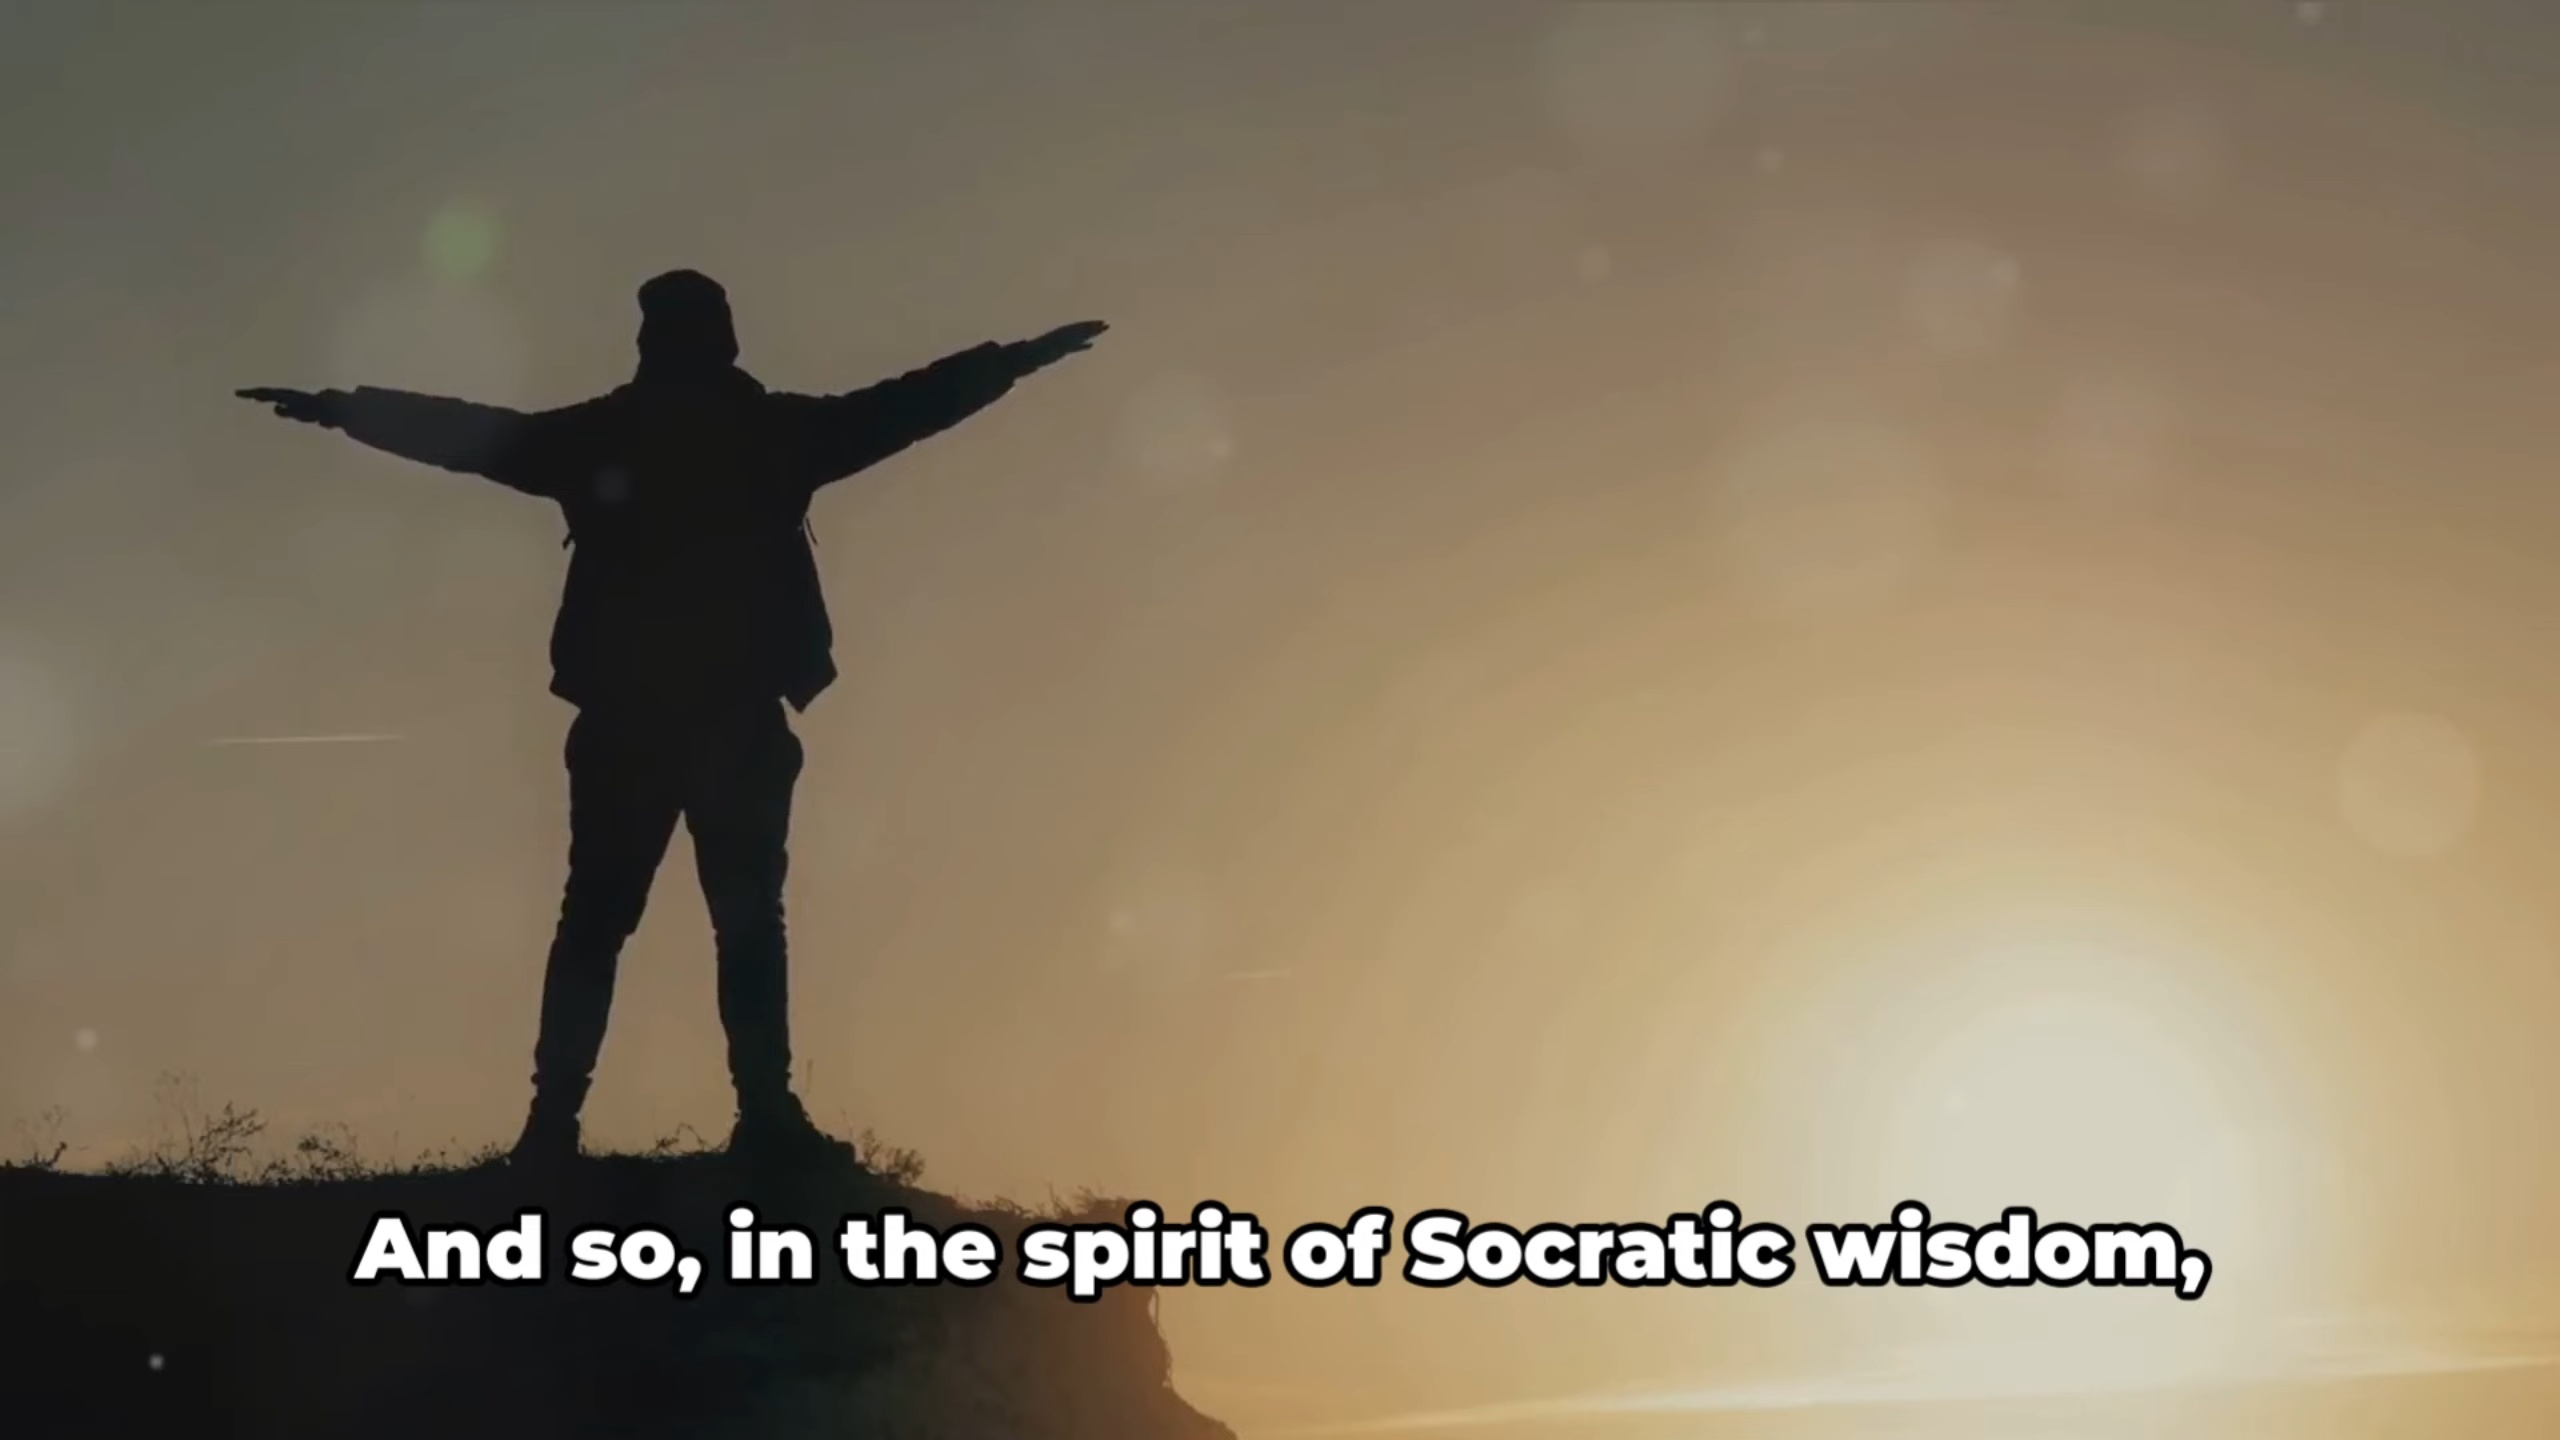 And so, in the spirit of Socratic wisdom,